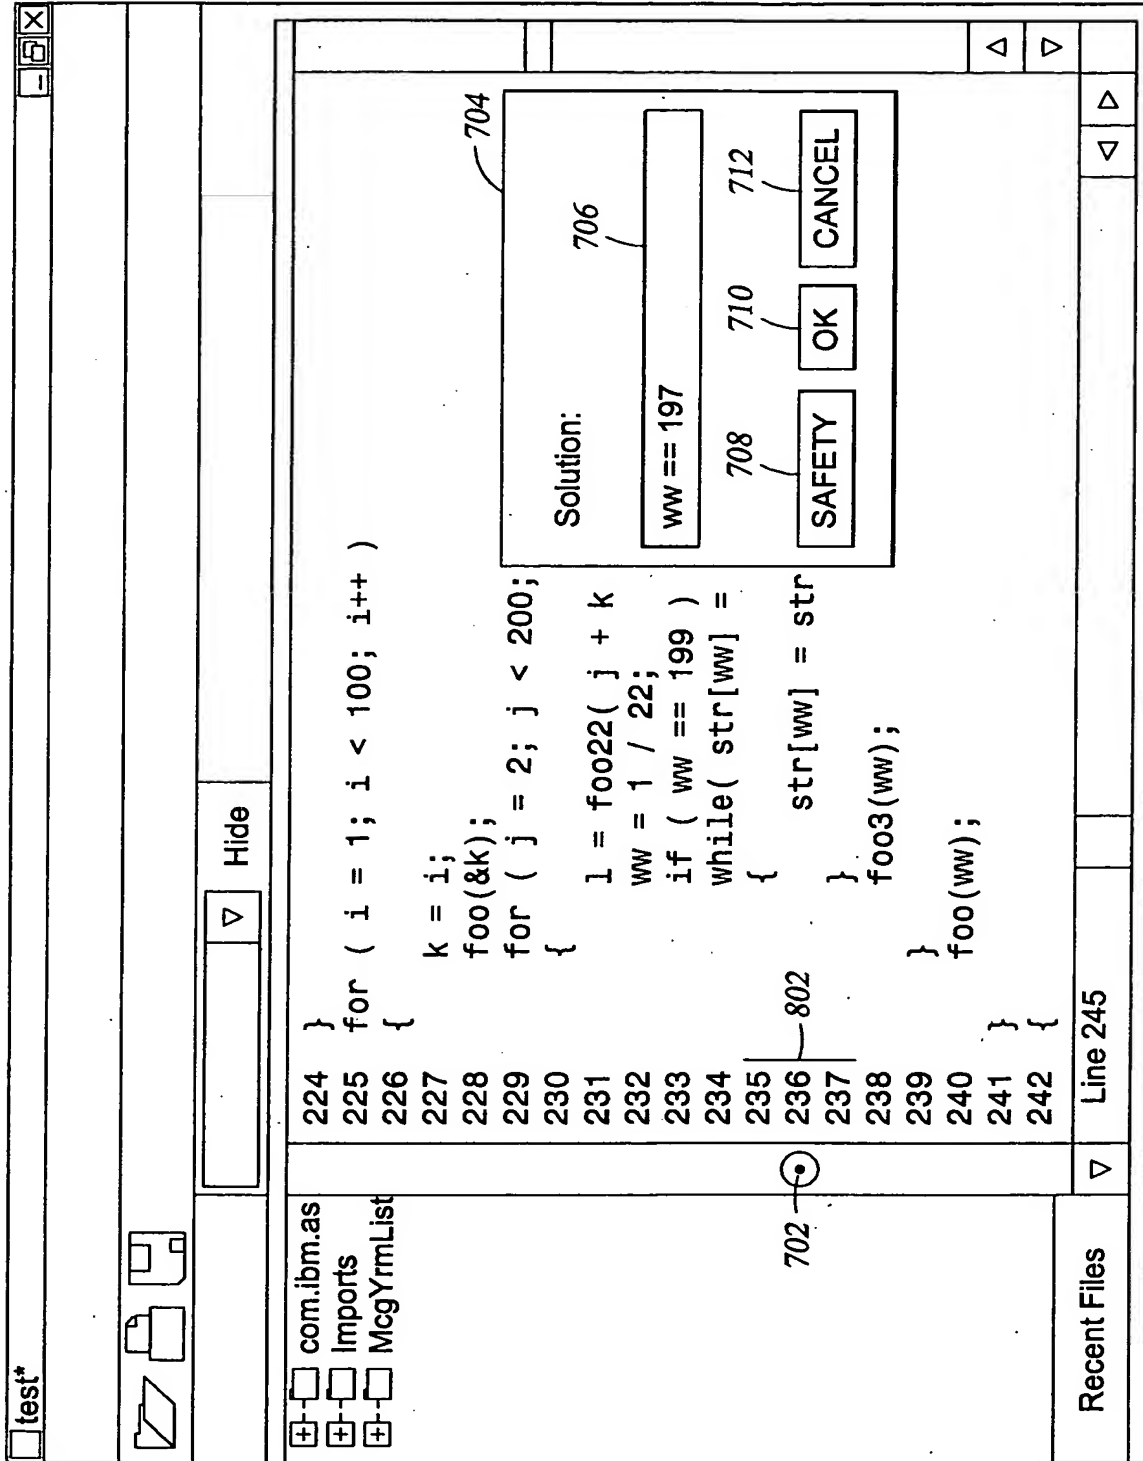 test*
Hide
com.ibm.as
Imports
McgYrmList
Recent Files
702
224 }
225 for ( i = 1; i < 100; i++ )
226 {
227 k = i;
228 foo(&k);
229 for ( j = 2; j < 200;
230 {
231 l = foo22( j + k
232 ww = 1 / 22;
233 if ( ww == 199 )
234 while( str[ww] =
235 {
236 str[ww] = str
237 }
238 foo3(ww);
239 }
240 foo(ww);
241 }
242 {
802
Line 245
704
Solution:
706
ww == 197
708
710
712
SAFETY
OK
CANCEL